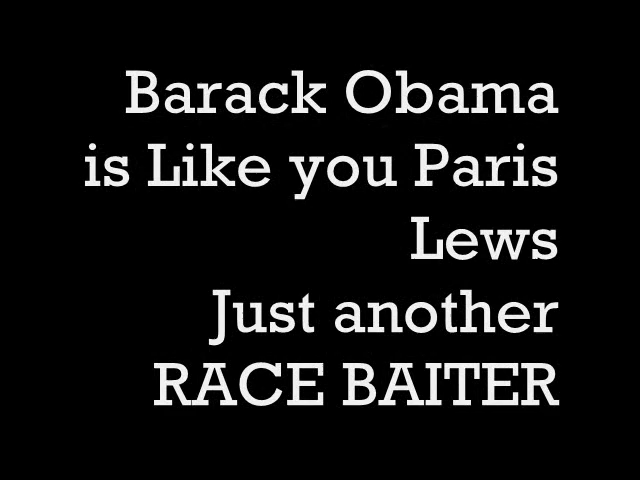 Barack Obama
is Like you Paris
Lews
Just another
RACE BAITER